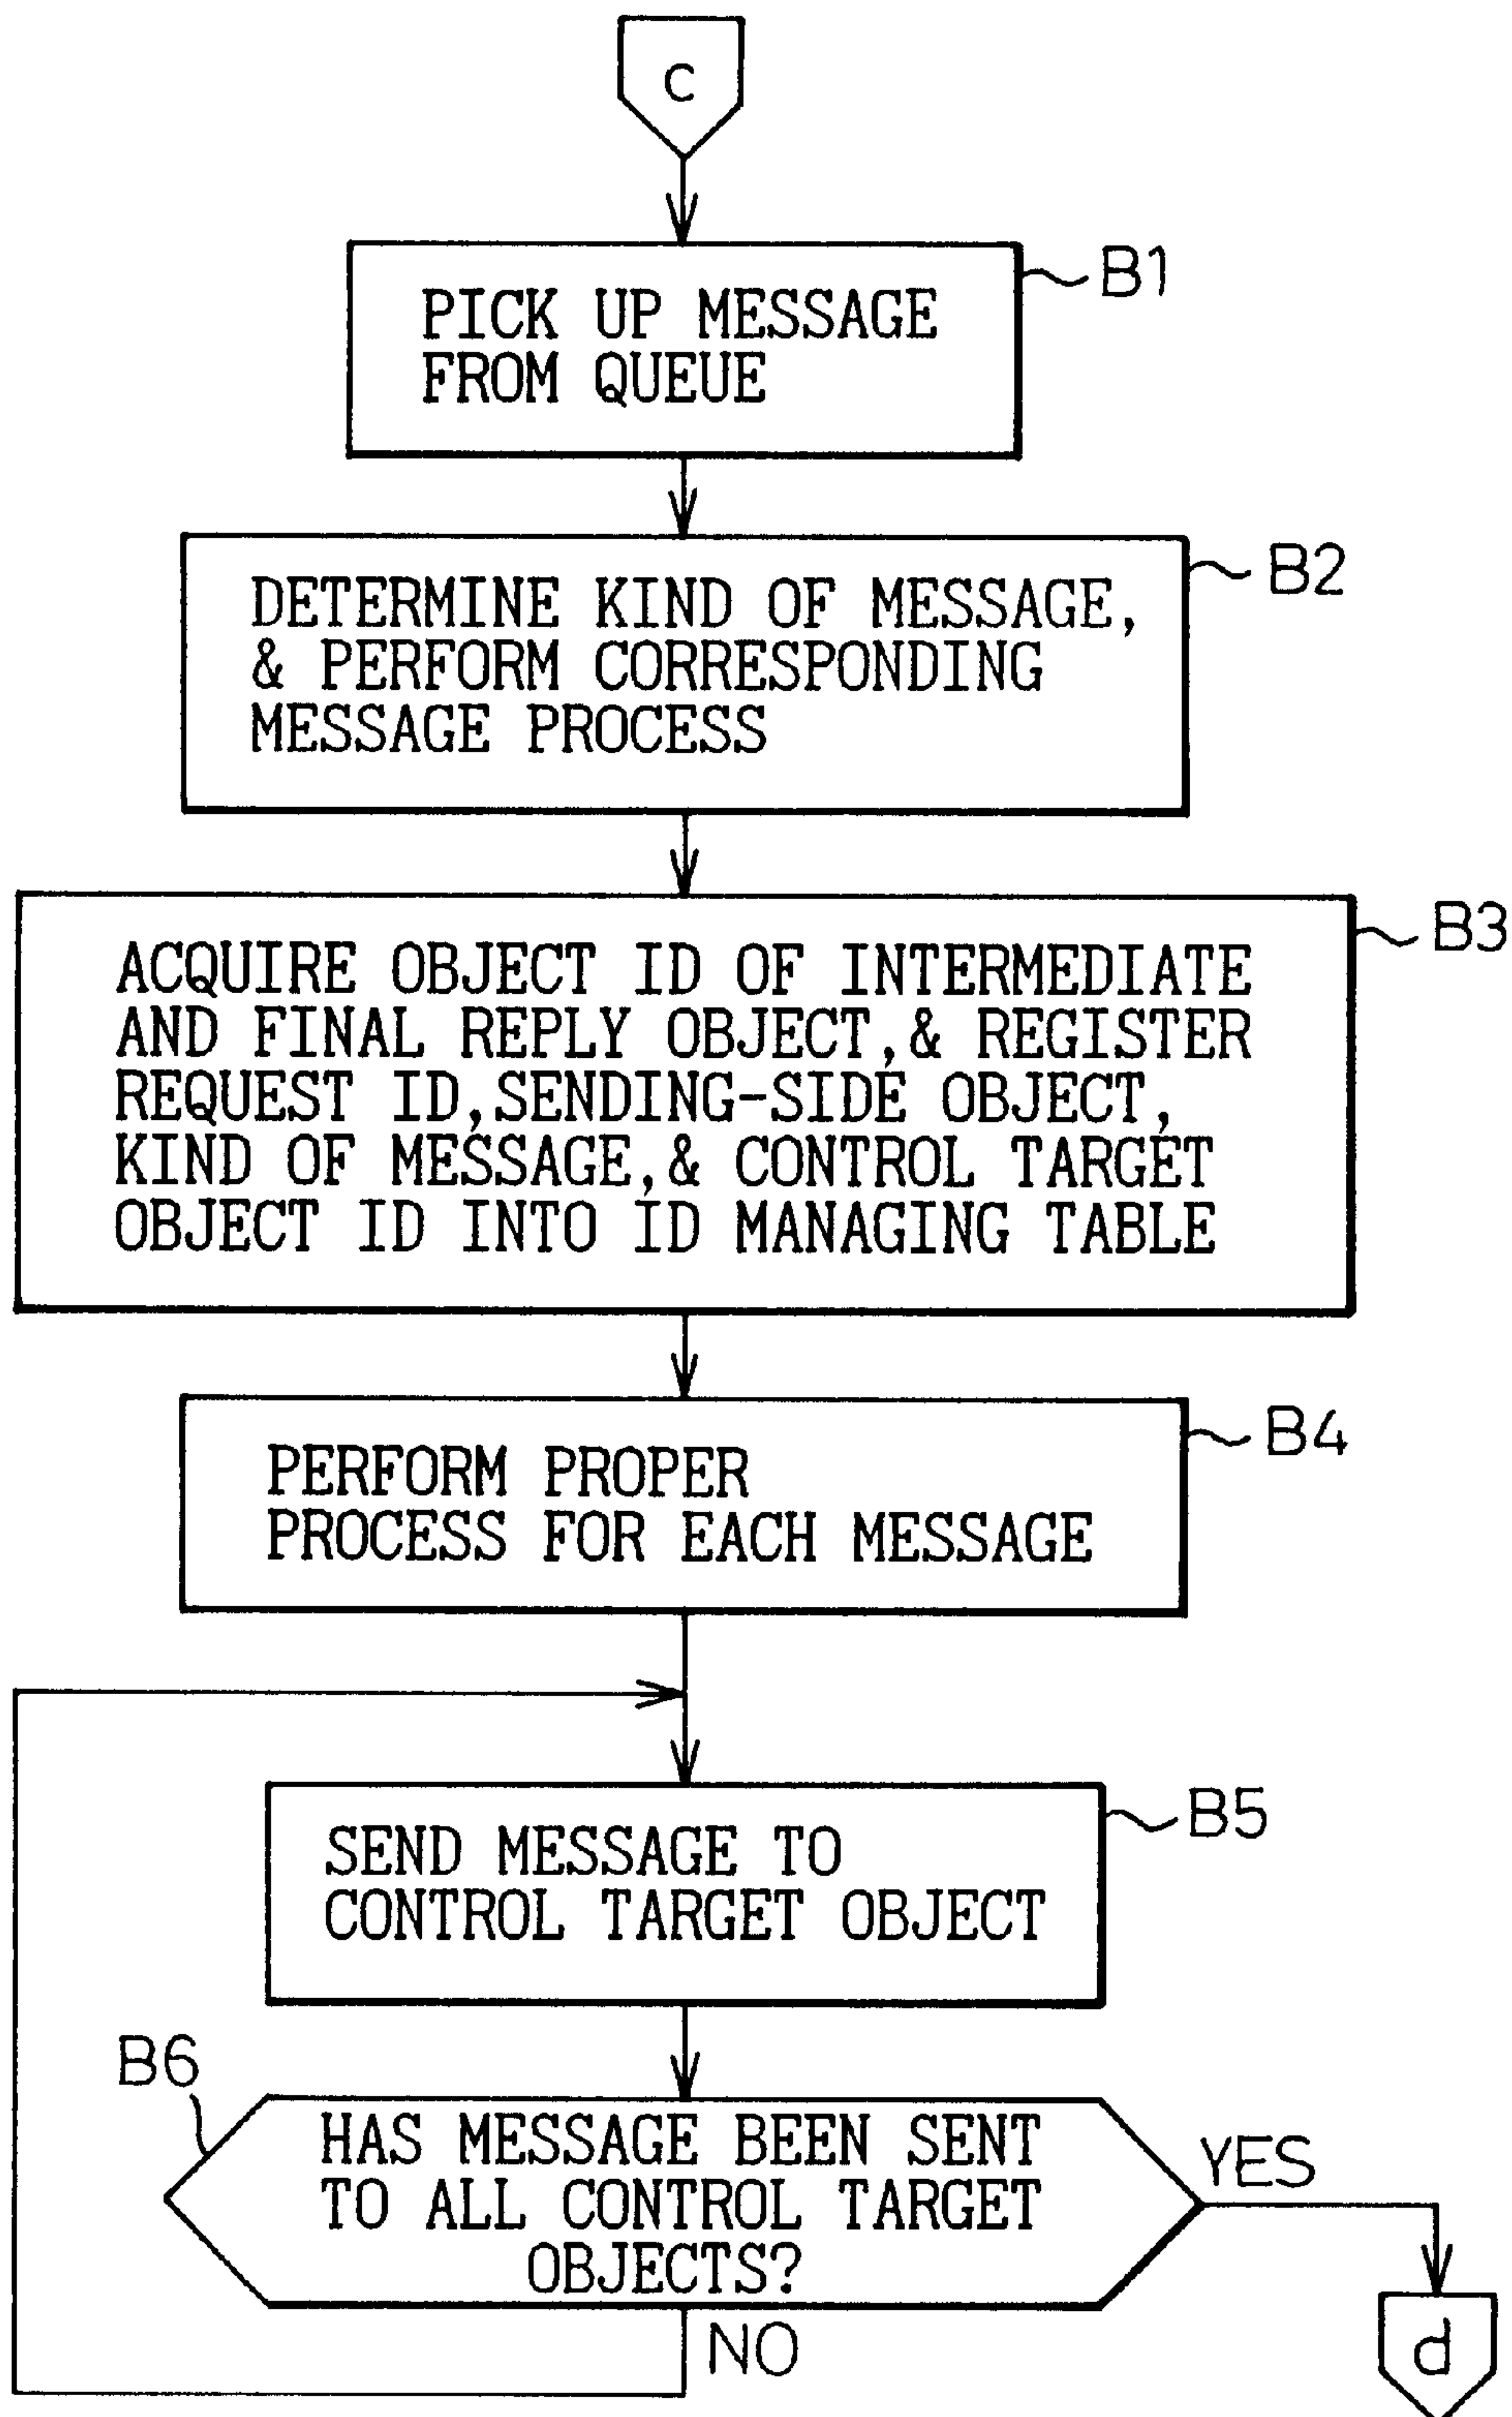 c
B1
PICK UP MESSAGE
FROM QUEUE
B2
DETERMINE KIND OF MESSAGE,
& PERFORM CORRESPONDING
MESSAGE PROCESS
B3
ACQUIRE OBJECT ID OF INTERMEDIATE
AND FINAL REPLY OBJECT,& REGISTER
REQUEST ID,SENDING-SIDE OBJECT,
KIND OF MESSAGE,& CONTROL TARGET
OBJECT ID INTO ID MANAGING TABLE
B4
PERFORM PROPER
PROCESS FOR EACH MESSAGE
B5
SEND MESSAGE TO
CONTROL TARGET OBJECT
B6
HAS MESSAGE BEEN SENT
TO ALL CONTROL TARGET
OBJECTS?
YES
NO
d